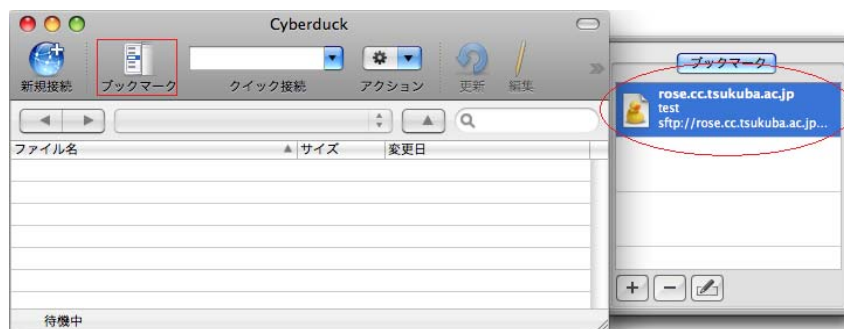 Cyberduck
新規接続
ブックマーク
クイック接続
アクション
更新
編集
ファイル名
サイズ
変更日
待機中
ブックマーク
rose.cc.tsukuba.ac.jp
test
sftp://rose.cc.tsukuba.ac.jp...